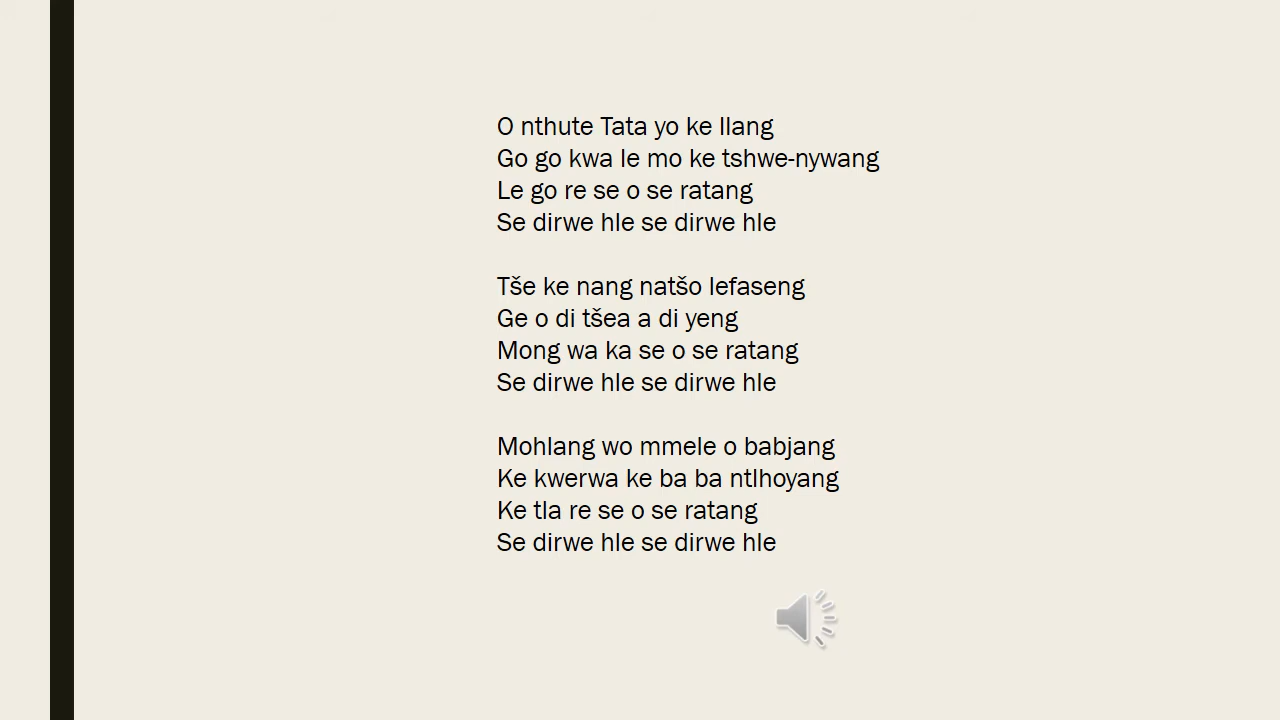 O nthute Tata yo ke llang
Go go kwa le mo ke tshwe-nywang
Le go re se o se ratang
Se dirwe hle se dirwe hle
Tše ke nang natšo lefaseng
Ge o di tšea a di yeng
Mong wa ka se o se ratang
Se dirwe hle se dirwe hle
Mohlang wo mmele o babjang
Ke kwerwa ke ba ba ntlhoyang
Ke tla re se o se ratang
Se dirwe hle se dirwe hle